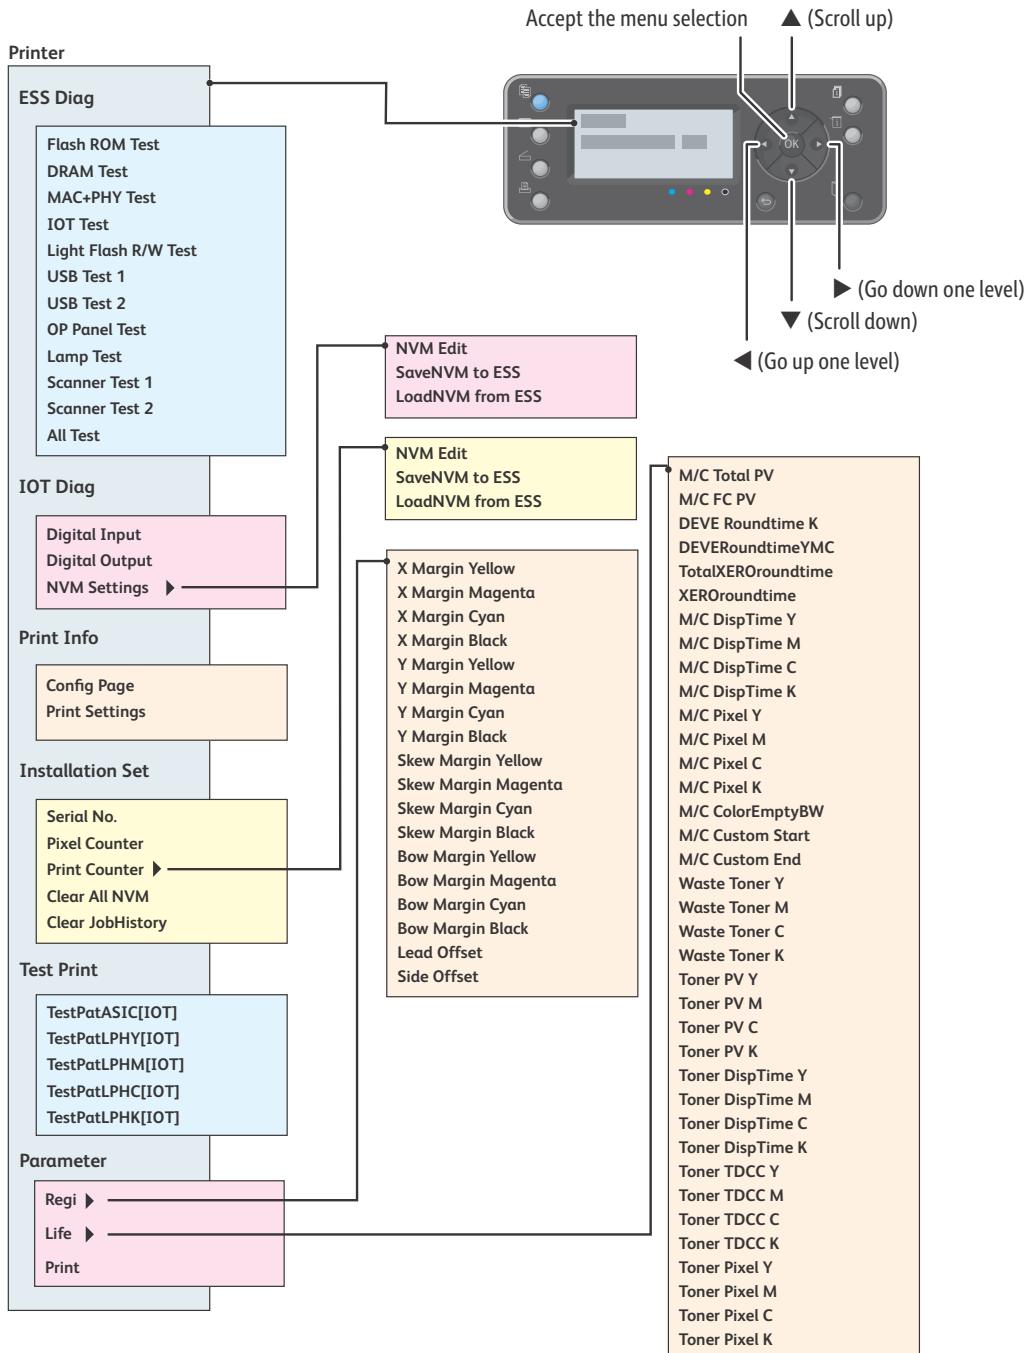 Accept the menu selection
▲ (Scroll up)
OK
▶ (Go down one level)
▼ (Scroll down)
◀ (Go up one level)
Printer
ESS Diag
Flash ROM Test
DRAM Test
MAC+PHY Test
IOT Test
Light Flash R/W Test
USB Test 1
USB Test 2
OP Panel Test
Lamp Test
Scanner Test 1
Scanner Test 2
All Test
IOT Diag
Digital Input
Digital Output
NVM Settings ▶
Print Info
Config Page
Print Settings
Installation Set
Serial No.
Pixel Counter
Print Counter ▶
Clear All NVM
Clear JobHistory
Test Print
TestPatASIC[IOT]
TestPatLPHY[IOT]
TestPatLPHM[IOT]
TestPatLPHC[IOT]
TestPatLPHK[IOT]
Parameter
Regi ▶
Life ▶
Print
NVM Edit
SaveNVM to ESS
LoadNVM from ESS
NVM Edit
SaveNVM to ESS
LoadNVM from ESS
X Margin Yellow
X Margin Magenta
X Margin Cyan
X Margin Black
Y Margin Yellow
Y Margin Magenta
Y Margin Cyan
Y Margin Black
Skew Margin Yellow
Skew Margin Magenta
Skew Margin Cyan
Skew Margin Black
Bow Margin Yellow
Bow Margin Magenta
Bow Margin Cyan
Bow Margin Black
Lead Offset
Side Offset
M/C Total PV
M/C FC PV
DEVE Roundtime K
DEVERoundtimeYMC
TotalXEROroundtime
XEROroundtime
M/C DispTime Y
M/C DispTime M
M/C DispTime C
M/C DispTime K
M/C Pixel Y
M/C Pixel M
M/C Pixel C
M/C Pixel K
M/C ColorEmptyBW
M/C Custom Start
M/C Custom End
Waste Toner Y
Waste Toner M
Waste Toner C
Waste Toner K
Toner PV Y
Toner PV M
Toner PV C
Toner PV K
Toner DispTime Y
Toner DispTime M
Toner DispTime C
Toner DispTime K
Toner TDCC Y
Toner TDCC M
Toner TDCC C
Toner TDCC K
Toner Pixel Y
Toner Pixel M
Toner Pixel C
Toner Pixel K